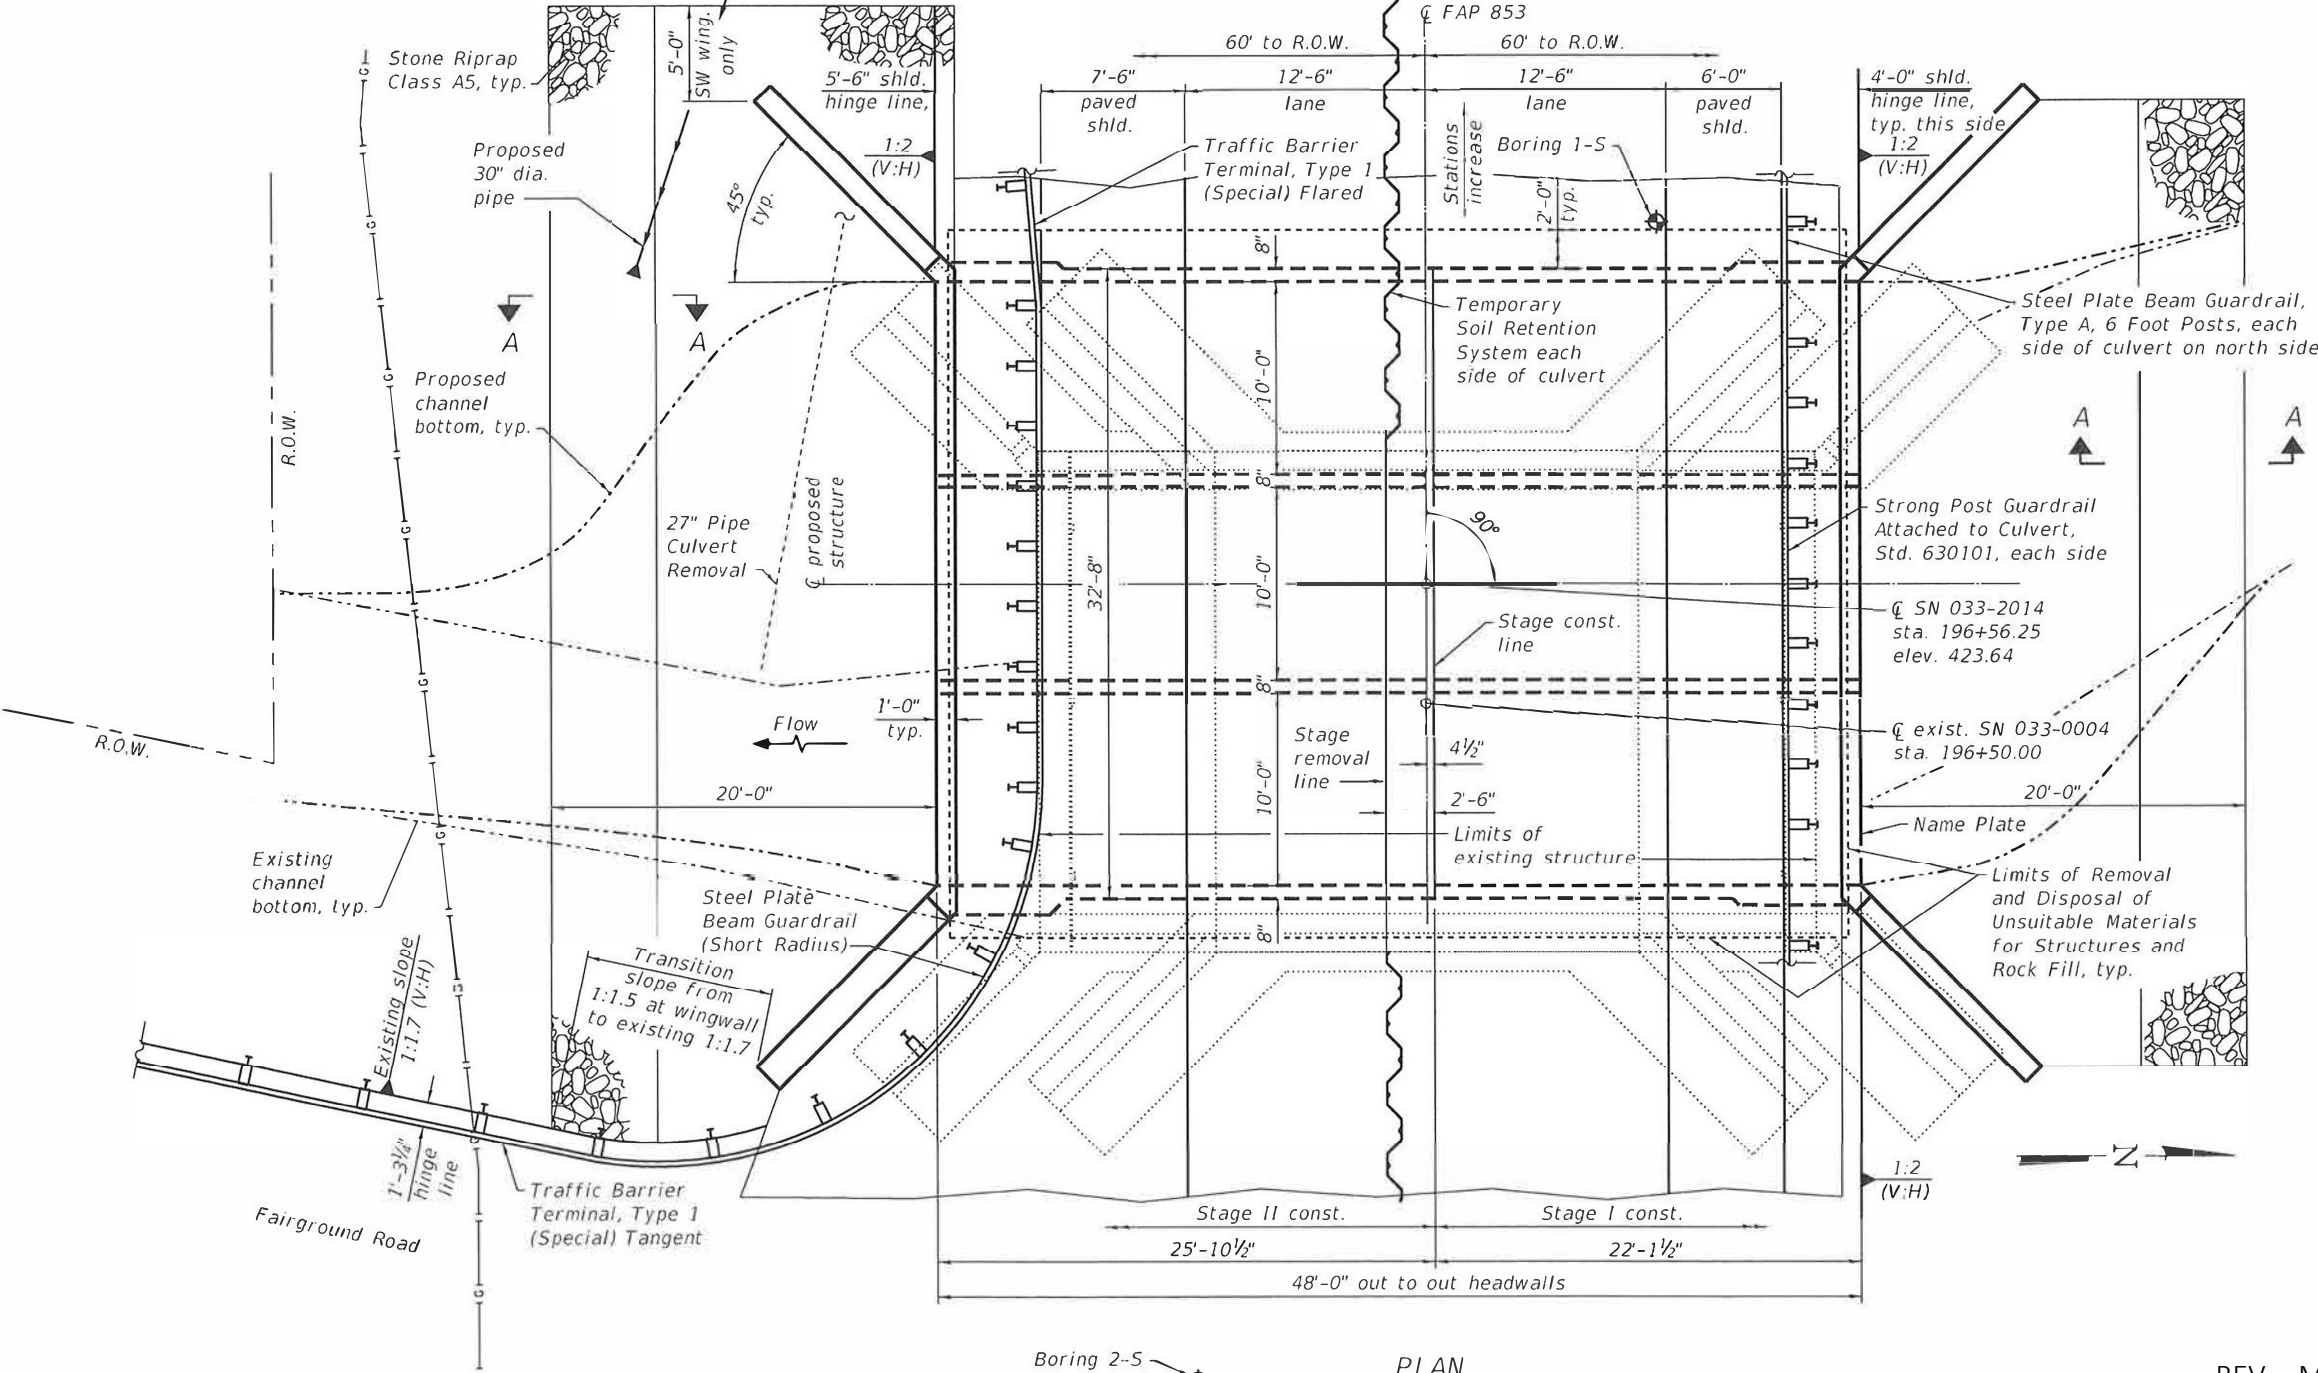 ℄ FAP 853
60' to R.O.W.
60' to R.O.W.
Stone Riprap
Class A5, typ.
5'-0"
SW wing.
only
5'-6" shld.
hinge line,
7'-6"
paved
shld.
12'-6"
lane
12'-6"
lane
6'-0"
paved
shld.
4'-0" shld.
hinge line,
typ. this side
1:2
(V:H)
1:2
(V:H)
Proposed
30" dia.
pipe
45°
typ.
Traffic Barrier
Terminal, Type 1
(Special) Flared
Stations
increase
Boring 1-S
2'-0"
typ.
8"
A
A
Temporary
Soil Retention
System each
side of culvert
Steel Plate Beam Guardrail,
Type A, 6 Foot Posts, each
side of culvert on north side
Proposed
channel
bottom, typ.
R.O.W.
10'-0"
A
A
8"
27" Pipe
Culvert
Removal
℄ proposed
structure
90°
Strong Post Guardrail
Attached to Culvert,
Std. 630101, each side
32'-8"
10'-0"
℄ SN 033-2014
sta. 196+56.25
elev. 423.64
Stage const.
line
8"
1'-0"
typ.
Flow
R.O.W.
Stage
removal
line
4½"
℄ exist. SN 033-0004
sta. 196+50.00
20'-0"
10'-0"
2'-6"
20'-0"
Name Plate
Limits of
existing structure
Existing
channel
bottom, typ.
Steel Plate
Beam Guardrail
(Short Radius)
8"
Limits of Removal
and Disposal of
Unsuitable Materials
for Structures and
Rock Fill, typ.
Transition
slope from
1:1.5 at wingwall
to existing 1:1.7
Existing slope
1:1.7 (V:H)
1'-3¼"
hinge
line
Fairground Road
Traffic Barrier
Terminal, Type 1
(Special) Tangent
N
1:2
(V:H)
Stage II const.
Stage I const.
25'-10½"
22'-1½"
48'-0" out to out headwalls
Boring 2-S
PLAN